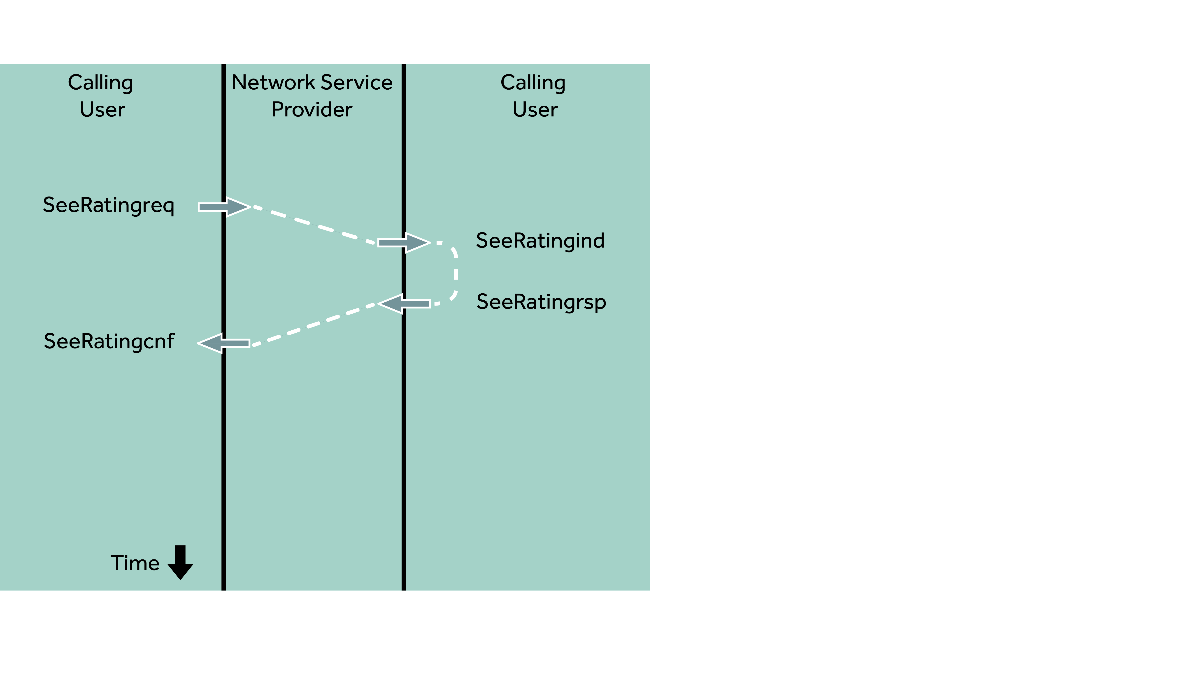 Calling
User
Network Service
Provider
Calling
User
SeeRatingreq
SeeRatingind
SeeRatingrsp
SeeRatingcnf
Time